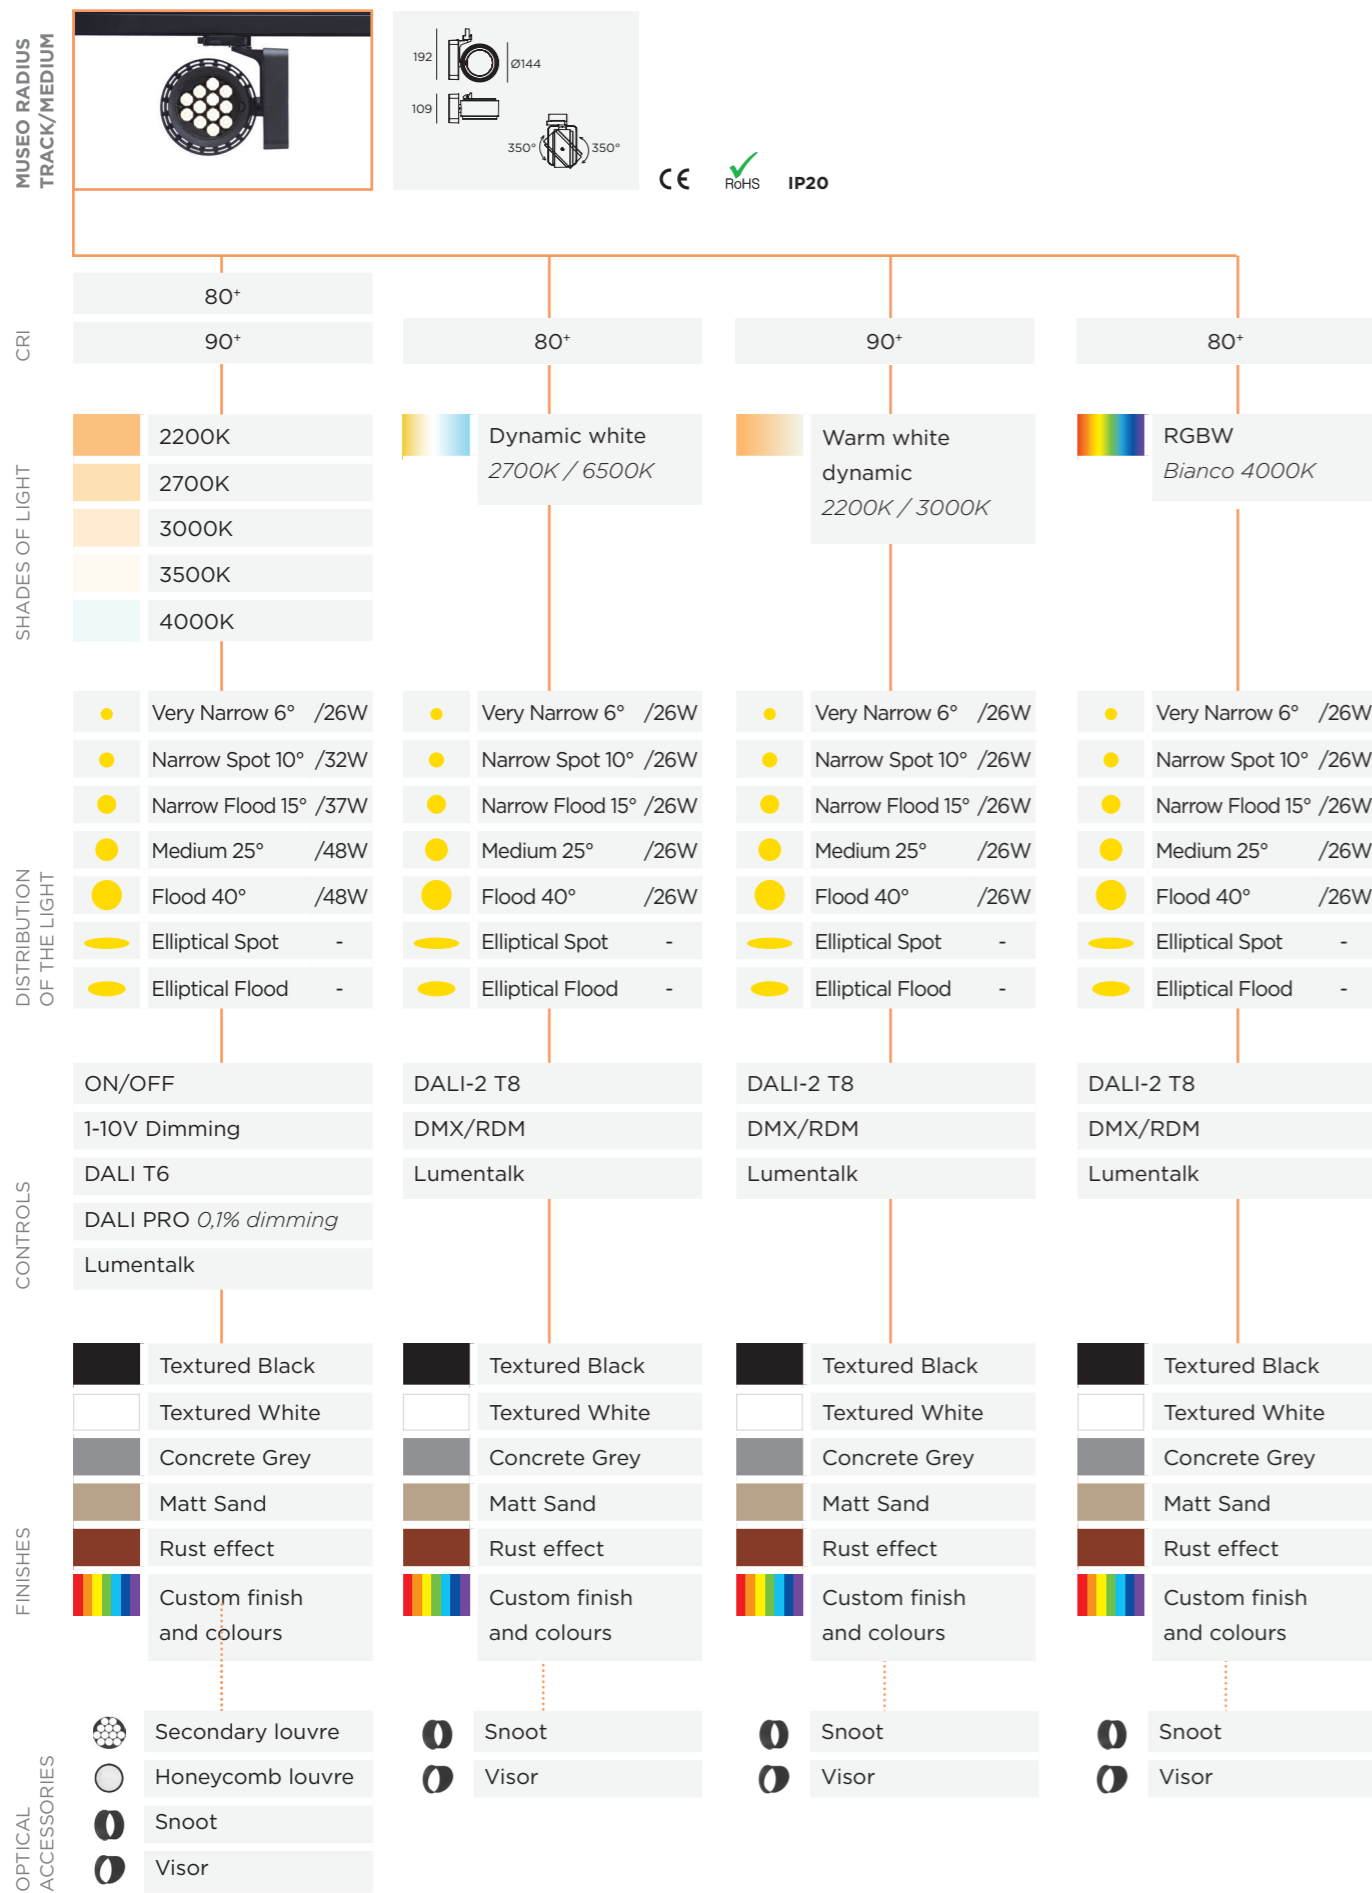 MUSEO RADIUS
TRACK/MEDIUM
192
Ø144
109
350°
350°
CE
RoHS
IP20
CRI
80+
90+
80+
90+
80+
SHADES OF LIGHT
2200K
2700K
3000K
3500K
4000K
Dynamic white
2700K / 6500K
Warm white
dynamic
2200K / 3000K
RGBW
Bianco 4000K
DISTRIBUTION
OF THE LIGHT
Very Narrow 6° /26W
Narrow Spot 10° /32W
Narrow Flood 15° /37W
Medium 25° /48W
Flood 40° /48W
Elliptical Spot -
Elliptical Flood -
Very Narrow 6° /26W
Narrow Spot 10° /26W
Narrow Flood 15° /26W
Medium 25° /26W
Flood 40° /26W
Elliptical Spot -
Elliptical Flood -
Very Narrow 6° /26W
Narrow Spot 10° /26W
Narrow Flood 15° /26W
Medium 25° /26W
Flood 40° /26W
Elliptical Spot -
Elliptical Flood -
Very Narrow 6° /26W
Narrow Spot 10° /26W
Narrow Flood 15° /26W
Medium 25° /26W
Flood 40° /26W
Elliptical Spot -
Elliptical Flood -
CONTROLS
ON/OFF
1-10V Dimming
DALI T6
DALI PRO 0,1% dimming
Lumentalk
DALI-2 T8
DMX/RDM
Lumentalk
DALI-2 T8
DMX/RDM
Lumentalk
DALI-2 T8
DMX/RDM
Lumentalk
FINISHES
Textured Black
Textured White
Concrete Grey
Matt Sand
Rust effect
Custom finish
and colours
Textured Black
Textured White
Concrete Grey
Matt Sand
Rust effect
Custom finish
and colours
Textured Black
Textured White
Concrete Grey
Matt Sand
Rust effect
Custom finish
and colours
Textured Black
Textured White
Concrete Grey
Matt Sand
Rust effect
Custom finish
and colours
OPTICAL
ACCESSORIES
Secondary louvre
Honeycomb louvre
Snoot
Visor
Snoot
Visor
Snoot
Visor
Snoot
Visor